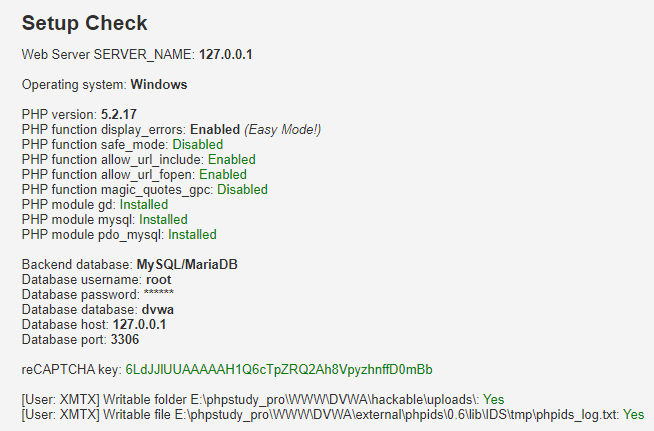 Setup Check
Web Server SERVER_NAME: 127.0.0.1
Operating system: Windows
PHP version: 5.2.17
PHP function display_errors: Enabled (Easy Mode!)
PHP function safe_mode: Disabled
PHP function allow_url_include: Enabled
PHP function allow_url_fopen: Enabled
PHP function magic_quotes_gpc: Disabled
PHP module gd: Installed
PHP module mysql: Installed
PHP module pdo_mysql: Installed
Backend database: MySQL/MariaDB
Database username: root
Database password: ******
Database database: dvwa
Database host: 127.0.0.1
Database port: 3306
reCAPTCHA key: 6LdJJlUUAAAAAH1Q6cTpZRQ2Ah8VpyzhnffD0mBb
[User: XMTX] Writable folder E:\phpstudy_pro\WWW\DVWA\hackable\uploads\: Yes
[User: XMTX] Writable file E:\phpstudy_pro\WWW\DVWA\external\phpids\0.6\lib\IDS\tmp\phpids_log.txt: Yes